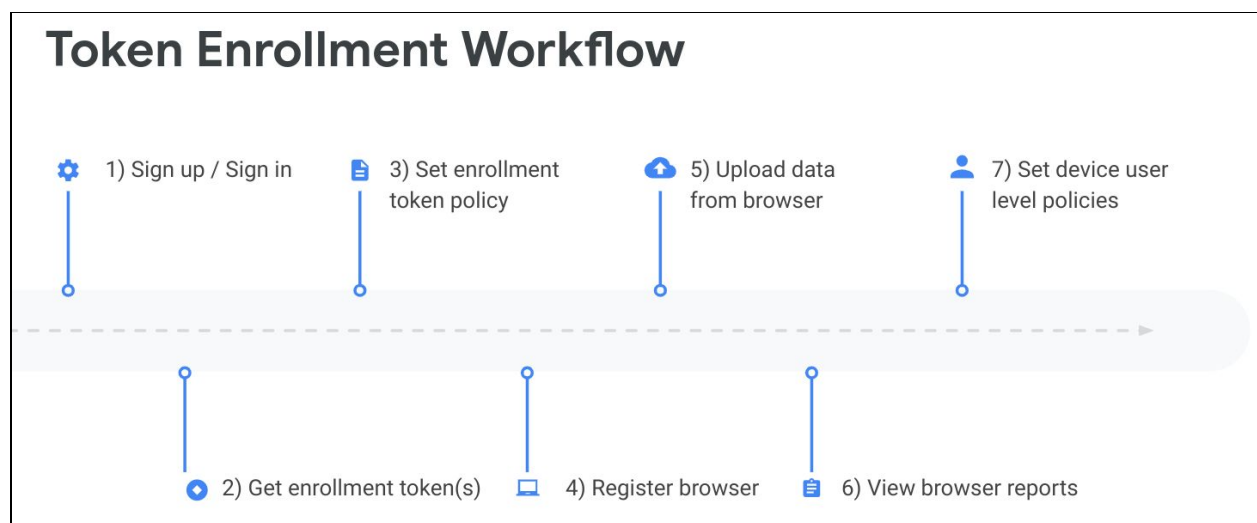 Token Enrollment Workflow
1) Sign up / Sign in
2) Get enrollment token(s)
3) Set enrollment
token policy
4) Register browser
5) Upload data
from browser
6) View browser reports
7) Set device user
level policies